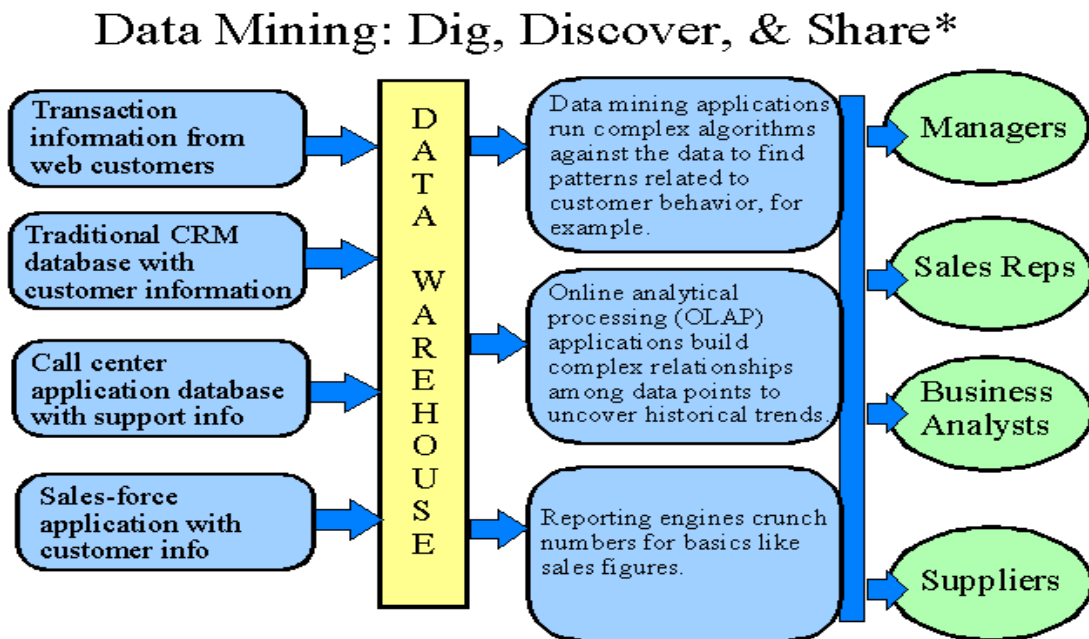 Data Mining: Dig, Discover, & Share*
Transaction
information from
web customers
Traditional CRM
database with
customer information
Call center
application database
with support info
Sales-force
application with
customer info
DATA WAREHOUSE
Data mining applications
run complex algorithms
against the data to find
patterns related to
customer behavior, for
example.
Online analytical
processing (OLAP)
applications build
complex relationships
among data points to
uncover historical trends.
Reporting engines crunch
numbers for basics like
sales figures.
Managers
Sales Reps
Business
Analysts
Suppliers